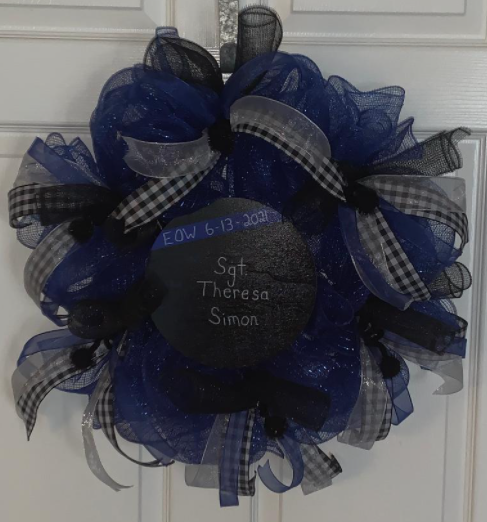 EOW 6-13-2021
Sgt.
Theresa
Simon